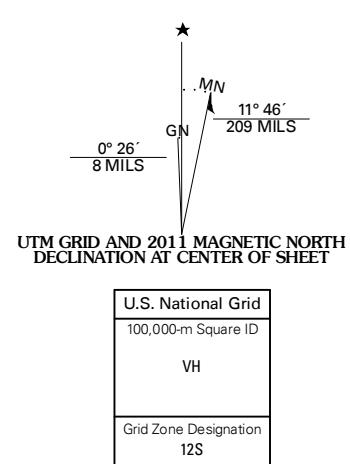 MN
11° 46´
209 MILS
GN
0° 26´
8 MILS
UTM GRID AND 2011 MAGNETIC NORTH
DECLINATION AT CENTER OF SHEET
U.S. National Grid
100,000-m Square ID
VH
Grid Zone Designation
12S